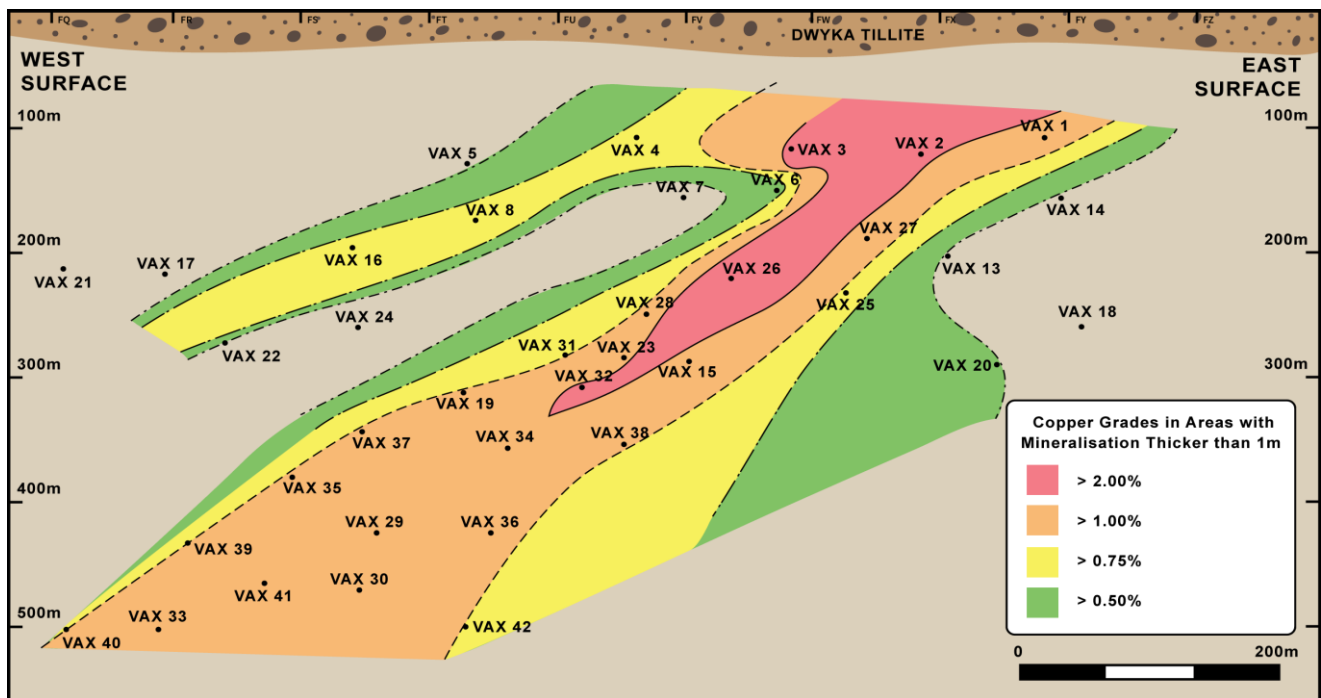 FQ FR FS FT FU FV FW FX FY FZ
DWYKA TILLITE
WEST
SURFACE
EAST
SURFACE
100m
100m
VAX 1
VAX 2
VAX 3
VAX 4
VAX 5
VAX 6
VAX 7
VAX 8
VAX 14
200m
200m
VAX 27
VAX 16
VAX 17
VAX 13
VAX 21
VAX 26
VAX 28
VAX 25
VAX 24
VAX 18
VAX 22
VAX 31
VAX 23
300m
300m
VAX 20
VAX 15
VAX 32
VAX 19
VAX 38
VAX 34
VAX 37
VAX 35
400m
400m
VAX 29
VAX 36
VAX 39
VAX 30
VAX 41
500m
VAX 33
VAX 42
VAX 40
Copper Grades in Areas with
Mineralisation Thicker than 1m
> 2.00%
> 1.00%
> 0.75%
> 0.50%
0 200m